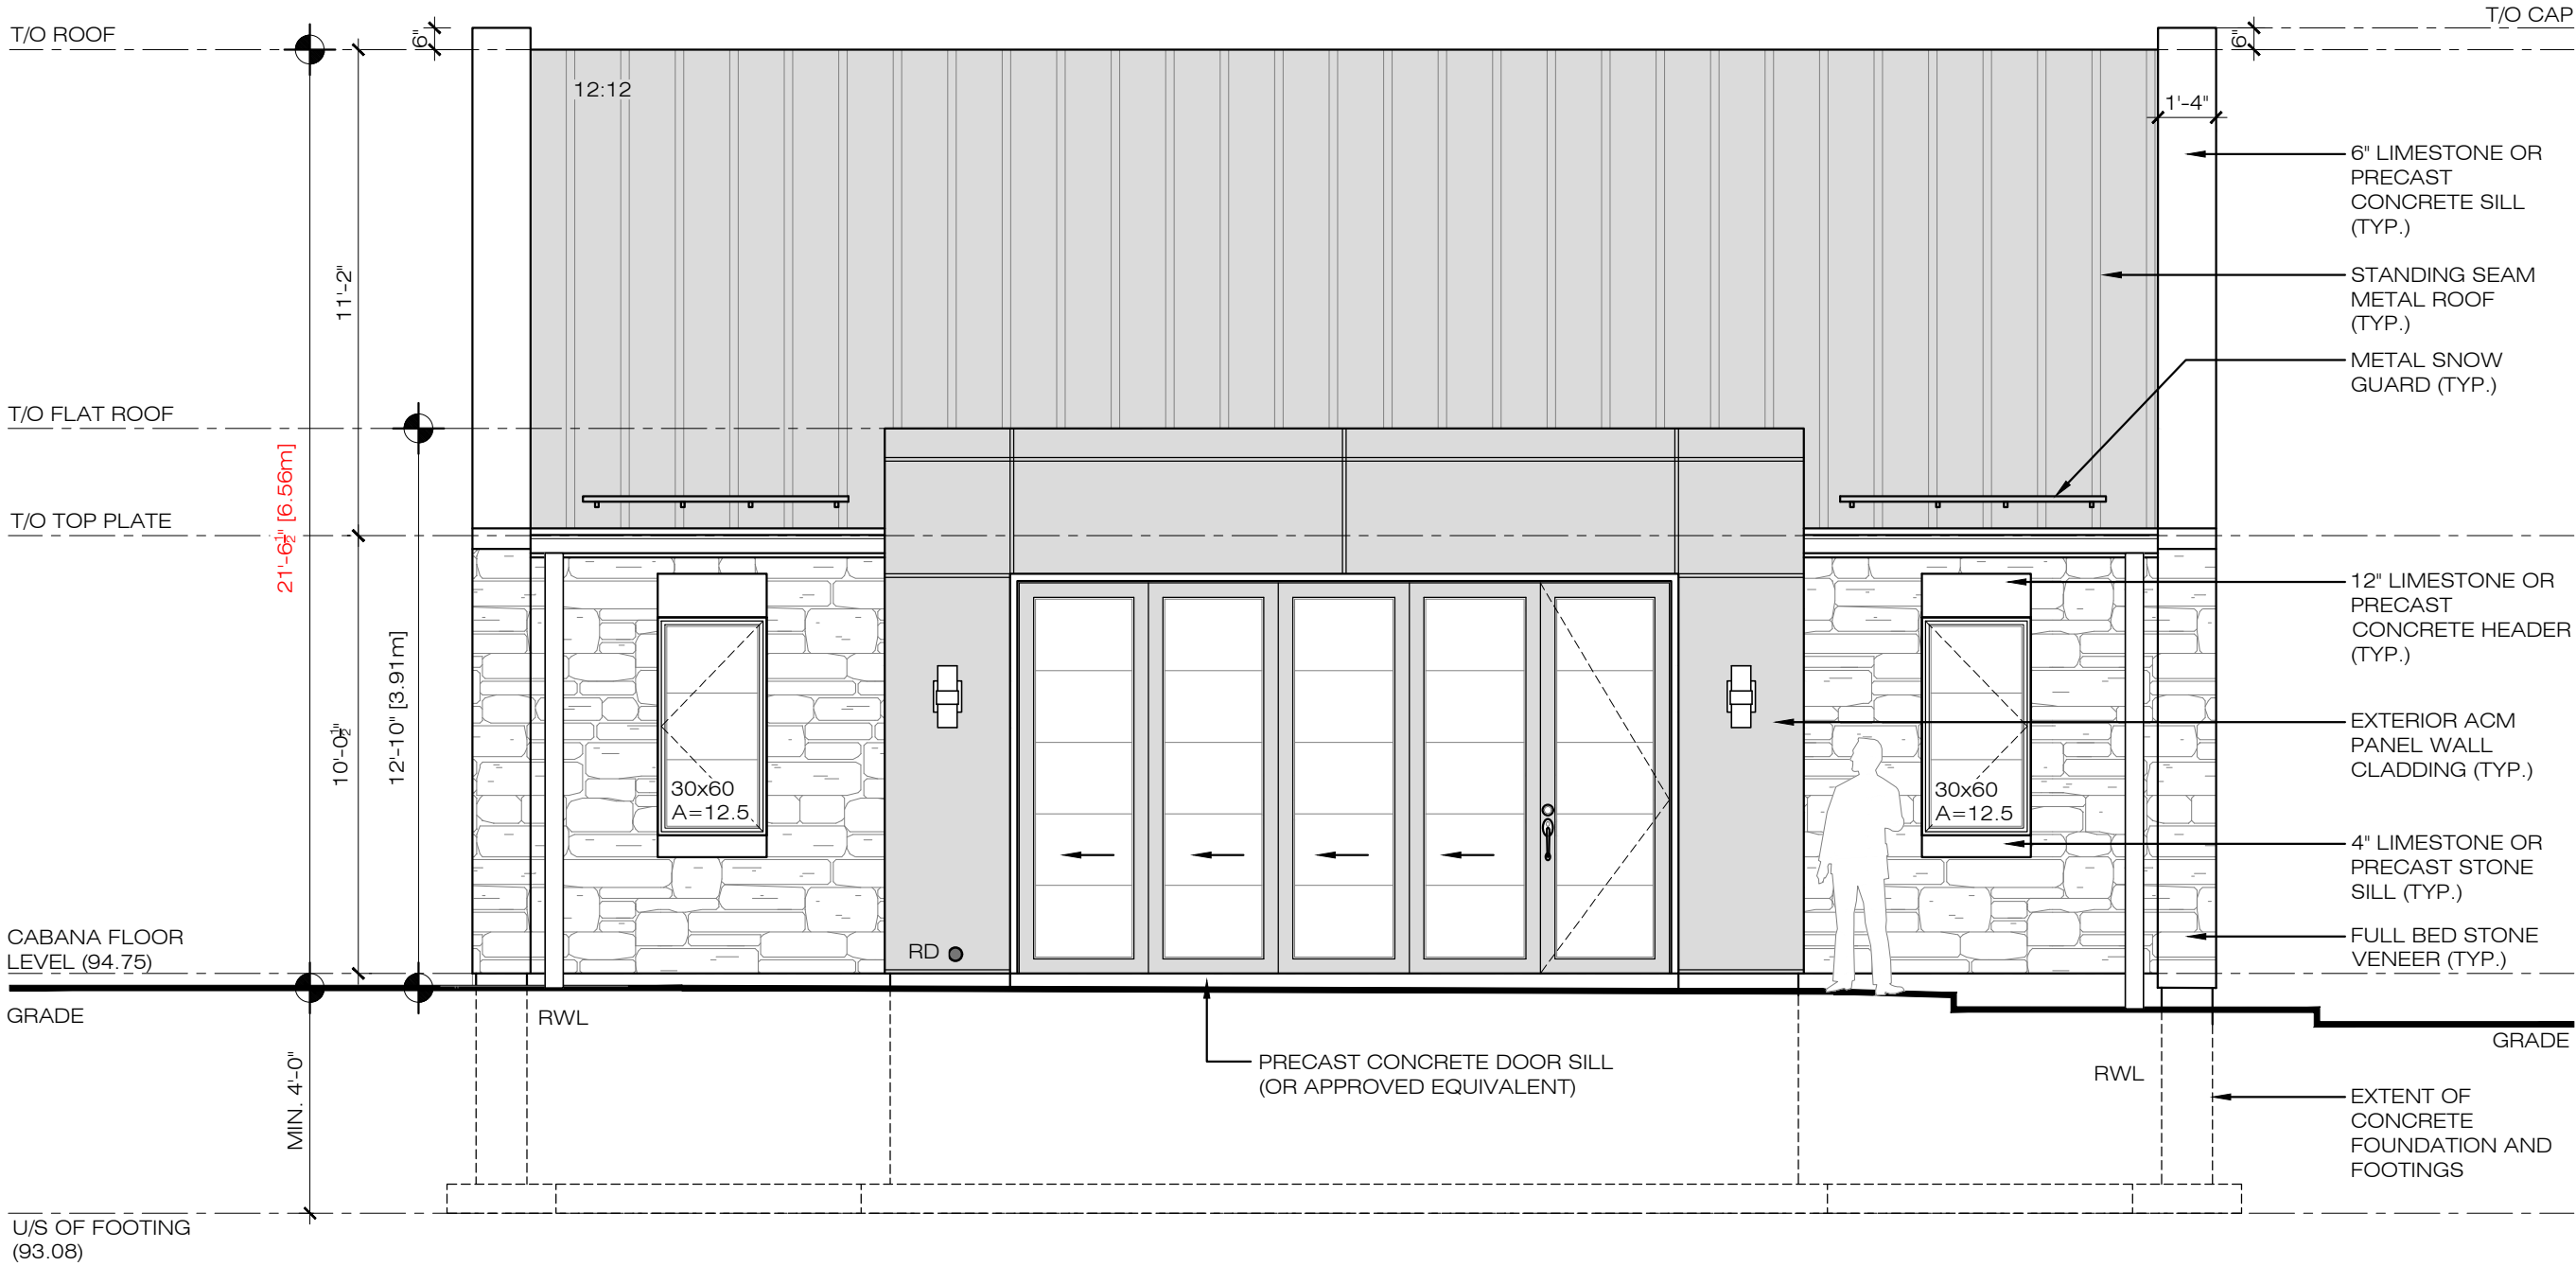 T/O ROOF
6"
T/O CAP
6"
12:12
1'-4"
6" LIMESTONE OR
PRECAST
CONCRETE SILL
(TYP.)
STANDING SEAM
METAL ROOF
(TYP.)
METAL SNOW
GUARD (TYP.)
11'-2"
T/O FLAT ROOF
21'-6½" [6.56m]
T/O TOP PLATE
12" LIMESTONE OR
PRECAST
CONCRETE HEADER
(TYP.)
10'-0½"
12'-10" [3.91m]
EXTERIOR ACM
PANEL WALL
CLADDING (TYP.)
30x60
A=12.5
30x60
A=12.5
4" LIMESTONE OR
PRECAST STONE
SILL (TYP.)
CABANA FLOOR
LEVEL (94.75)
RD
FULL BED STONE
VENEER (TYP.)
GRADE
RWL
GRADE
MIN. 4'-0"
PRECAST CONCRETE DOOR SILL
(OR APPROVED EQUIVALENT)
RWL
EXTENT OF
CONCRETE
FOUNDATION AND
FOOTINGS
U/S OF FOOTING
(93.08)